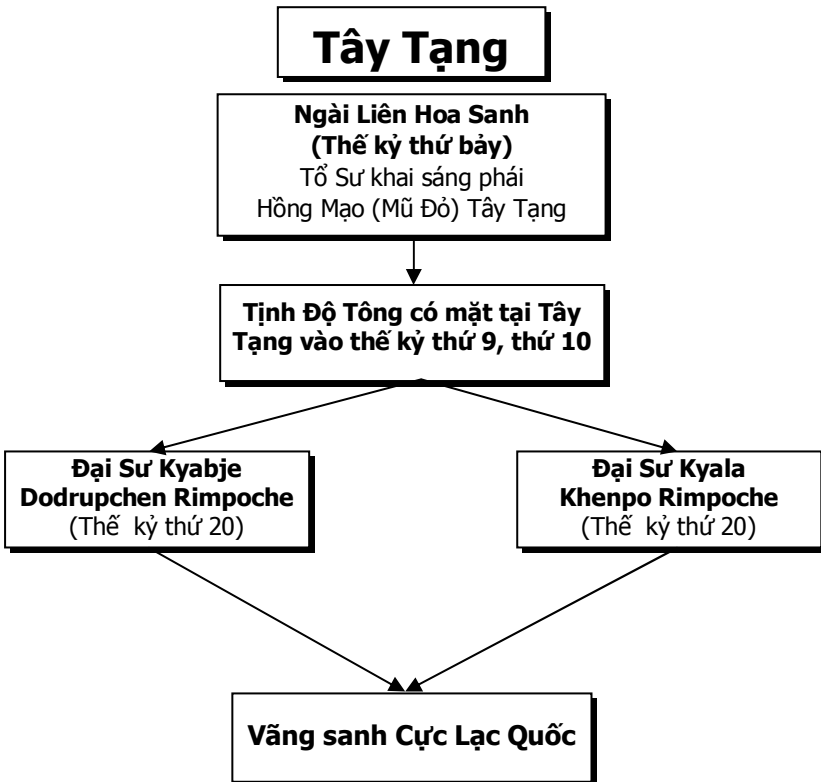 Tây Tạng
Ngài Liên Hoa Sanh
(Thế kỷ thứ bảy)
Tổ Sư khai sáng phái
Hồng Mạo (Mũ Đỏ) Tây Tạng
Tịnh Độ Tông có mặt tại Tây
Tạng vào thế kỷ thứ 9, thứ 10
Đại Sư Kyabje
Dodrupchen Rimpoche
(Thế kỷ thứ 20)
Đại Sư Kyala
Khenpo Rimpoche
(Thế kỷ thứ 20)
Vãng sanh Cực Lạc Quốc